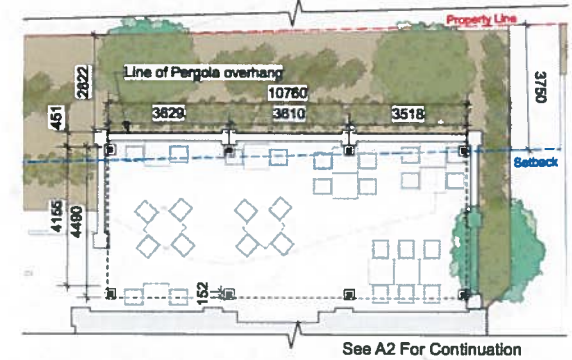 Property Line
Line of Pergola overhang
10760
3629 3610 3518
2822
451
3750
Setback
4155
4490
152
See A2 For Continuation